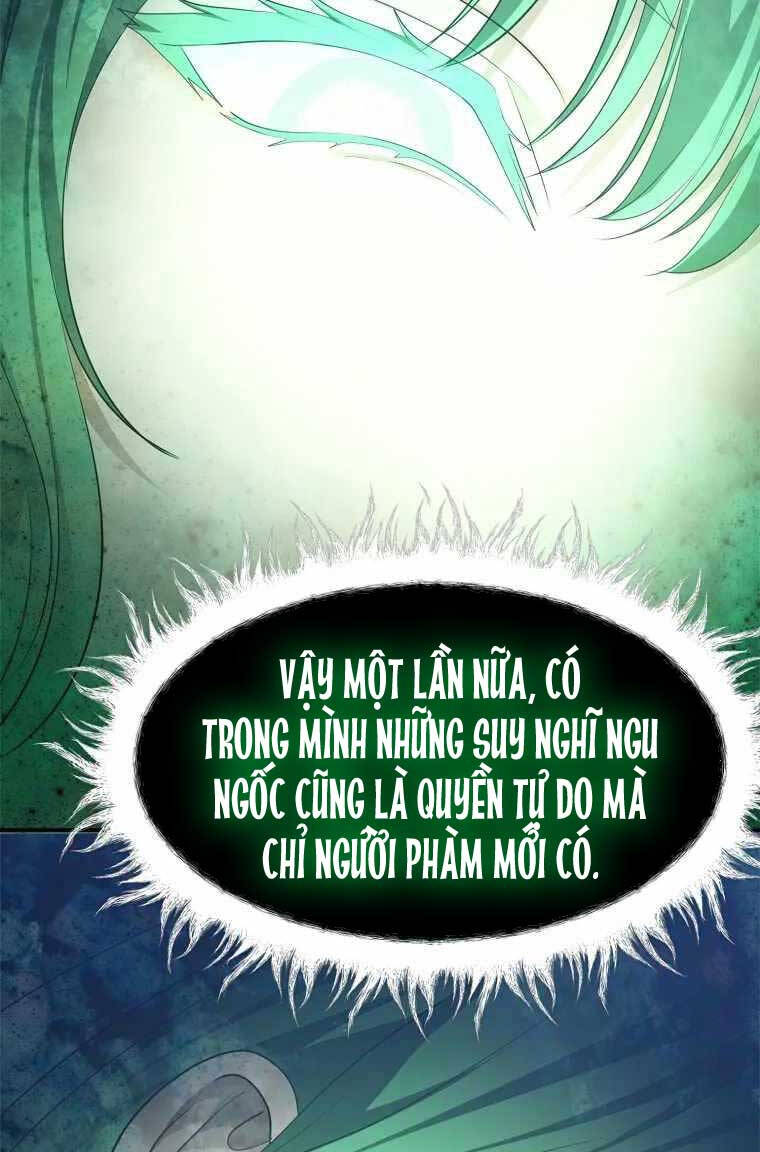 VẬY MỘT LẦN NỮA, CÓ
TRONG MÌNH NHỮNG SUY NGHĨ NGU
NGỐC CŨNG LÀ QUYỀN TỰ DO MÀ
CHỈ NGƯỜI PHÀM MỚI CÓ.